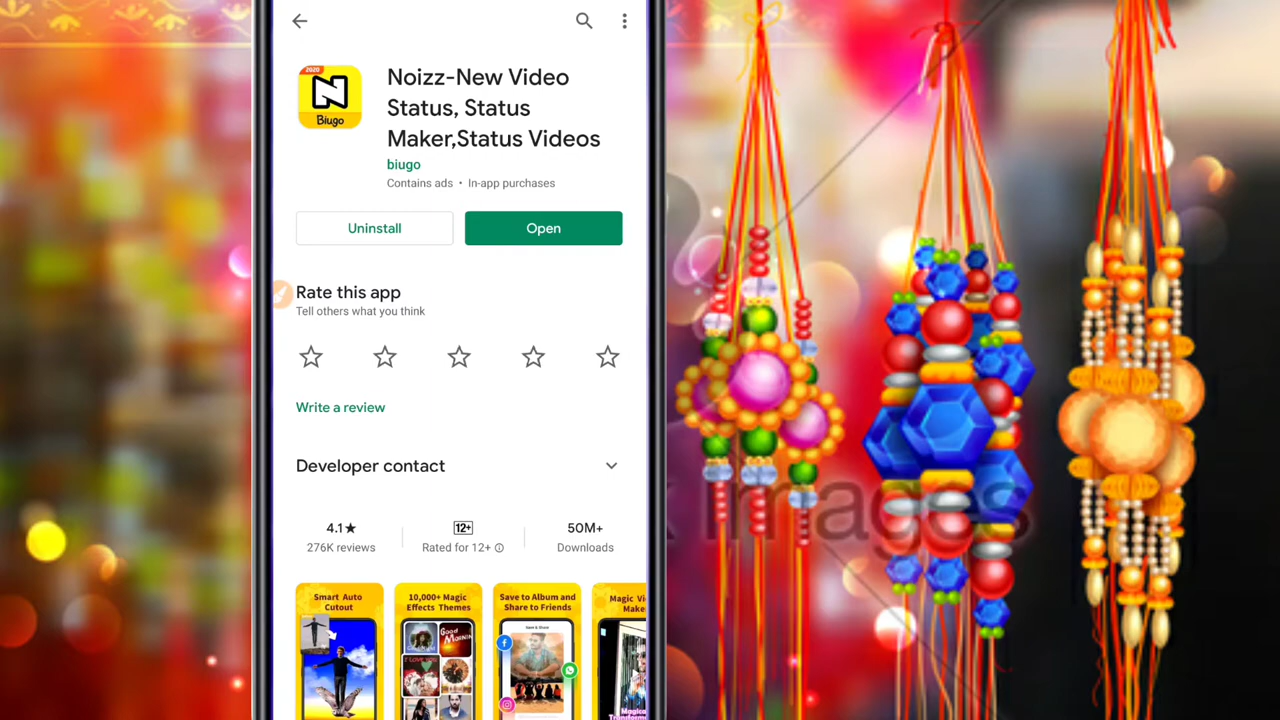 2020
N
Biugo
Noizz-New Video
Status, Status
Maker,Status Videos
biugo
Contains ads • In-app purchases
Uninstall
Open
Rate this app
Tell others what you think
Write a review
Developer contact
4.1★
276K reviews
12+
Rated for 12+
50M+
Downloads
Smart Auto
Cutout
10,000+ Magic
Effects Themes
Good
Save to Album and
Share to Friends
Magic
images